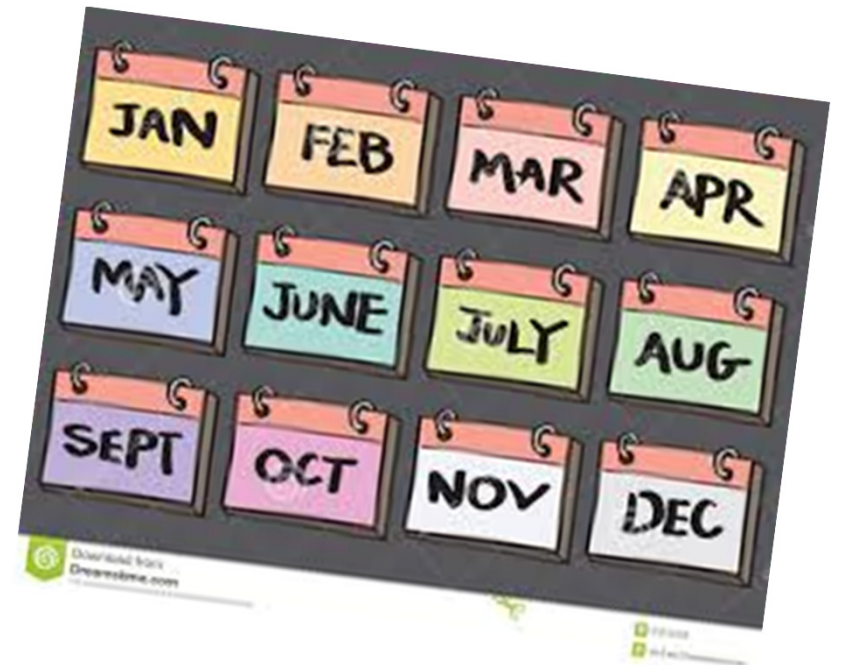 JAN FEB MAR APR
MAY JUNE JULY AUG
SEPT OCT NOV DEC
Download from
Dreamstime.com